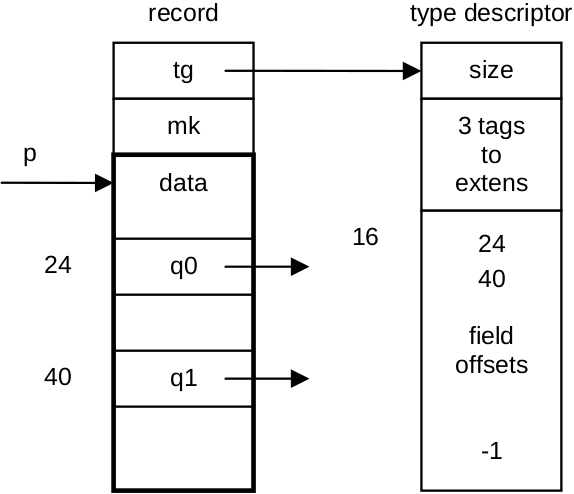 record
type descriptor
tg
size
mk
3 tags
to
extens
p
data
16
24
24
q0
40
field
offsets
40
q1
-1